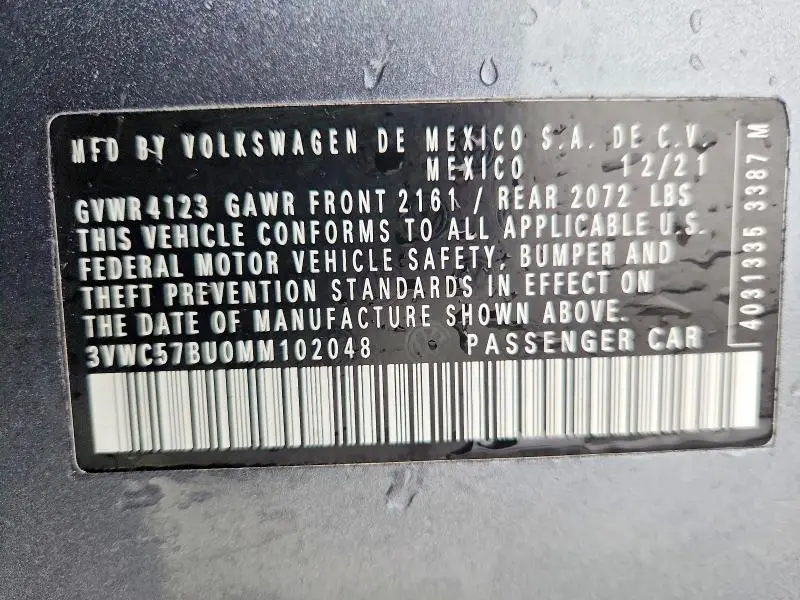 MFD BY VOLKSWAGEN DE MEXICO S.A. DE C.V.
MEXICO 12/21
GVWR 4123 GAWR FRONT 2161 / REAR 2072 LBS
THIS VEHICLE CONFORMS TO ALL APPLICABLE U.S.
FEDERAL MOTOR VEHICLE SAFETY, BUMPER AND
THEFT PREVENTION STANDARDS IN EFFECT ON
THE DATE OF MANUFACTURE SHOWN ABOVE.
3VWC57BU0MM102048 PASSENGER CAR
4031335 3387 M